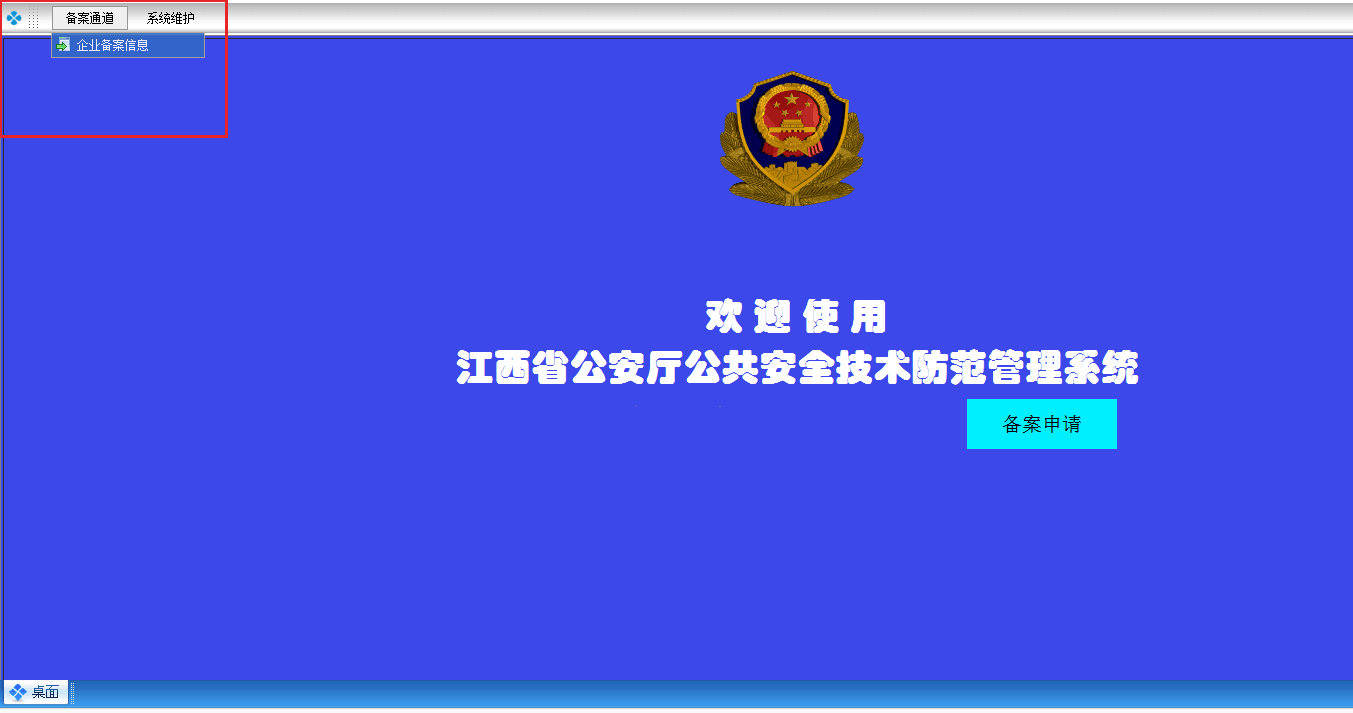 备案通道 系统维护
企业备案信息
欢迎使用
江西省公安厅公共安全技术防范管理系统
备案申请
桌面